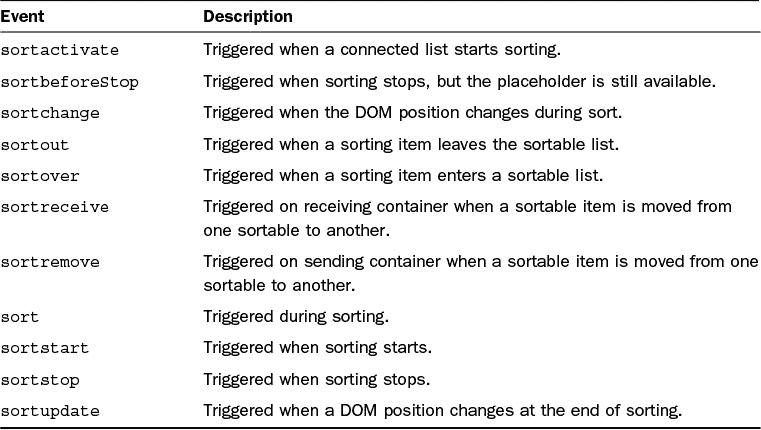 Event Description
sortactivate Triggered when a connected list starts sorting.
sortbeforeStop Triggered when sorting stops, but the placeholder is still available.
sortchange Triggered when the DOM position changes during sort.
sortout Triggered when a sorting item leaves the sortable list.
sortover Triggered when a sorting item enters a sortable list.
sortreceive Triggered on receiving container when a sortable item is moved from
one sortable to another.
sortremove Triggered on sending container when a sortable item is moved from one
sortable to another.
sort Triggered during sorting.
sortstart Triggered when sorting starts.
sortstop Triggered when sorting stops.
sortupdate Triggered when a DOM position changes at the end of sorting.